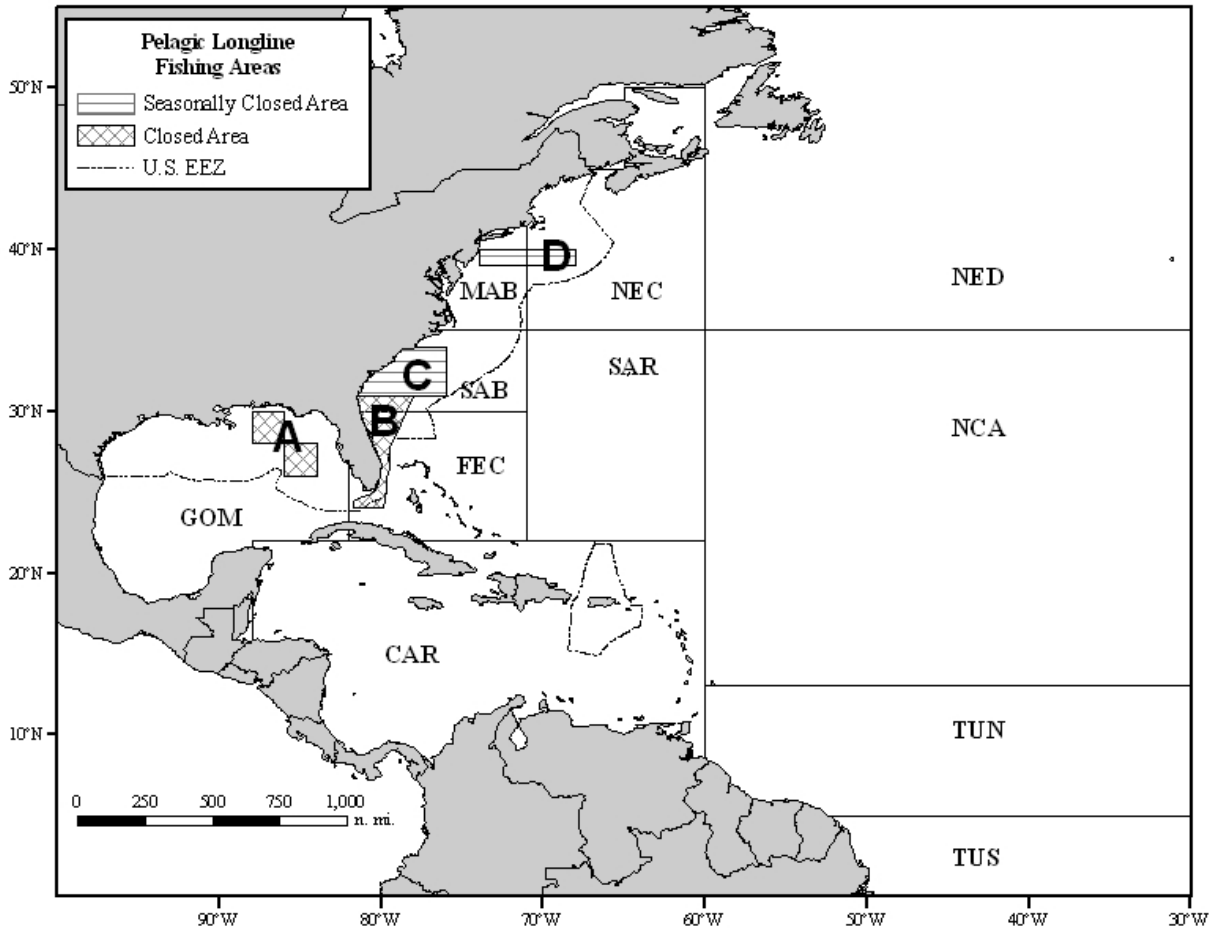 Pelagic Longline
Fishing Areas
Seasonally Closed Area
Closed Area
U.S. EEZ
50°N
40°N
30°N
20°N
10°N
D
MAB
NEC
NED
C
SAB
SAR
B
A
NCA
FEC
GOM
CAR
TUN
TUS
0 250 500 750 1,000
n. mi.
90°W 80°W 70°W 60°W 50°W 40°W 30°W